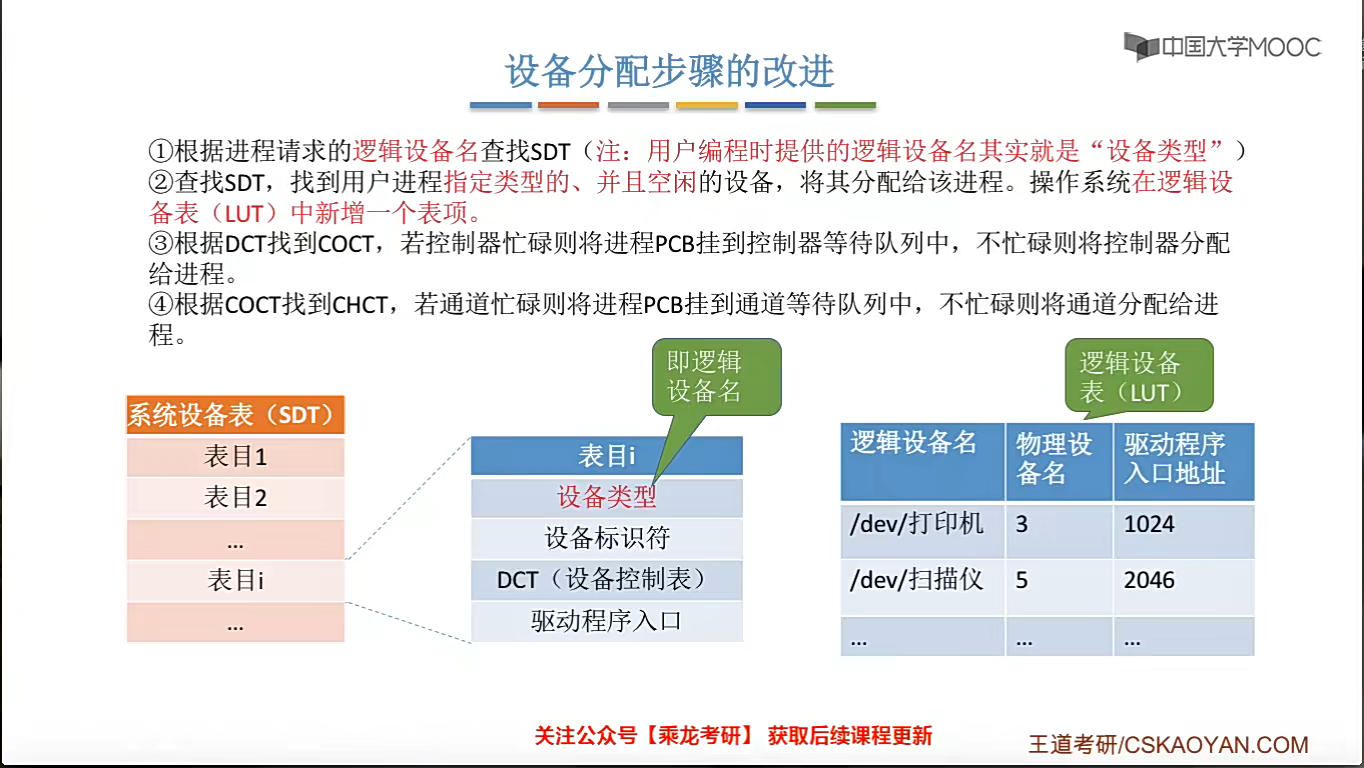 中国大学MOOC
设备分配步骤的改进
①根据进程请求的逻辑设备名查找SDT（注：用户编程时提供的逻辑设备名其实就是“设备类型”）
②查找SDT，找到用户进程指定类型的、并且空闲的设备，将其分配给该进程。操作系统在逻辑设
备表（LUT）中新增一个表项。
③根据DCT找到COCT，若控制器忙碌则将进程PCB挂到控制器等待队列中，不忙碌则将控制器分配
给进程。
④根据COCT找到CHCT，若通道忙碌则将进程PCB挂到通道等待队列中，不忙碌则将通道分配给进
程。
即逻辑
设备名
逻辑设备
表（LUT）
系统设备表（SDT）
表目1
表目2
...
表目i
...
表目i
设备类型
设备标识符
DCT（设备控制表）
驱动程序入口
逻辑设备名 物理设 驱动程序
备名 入口地址
/dev/打印机 3 1024
/dev/扫描仪 5 2046
... ... ...
关注公众号【乘龙考研】 获取后续课程更新
王道考研/CSKAOYAN.COM